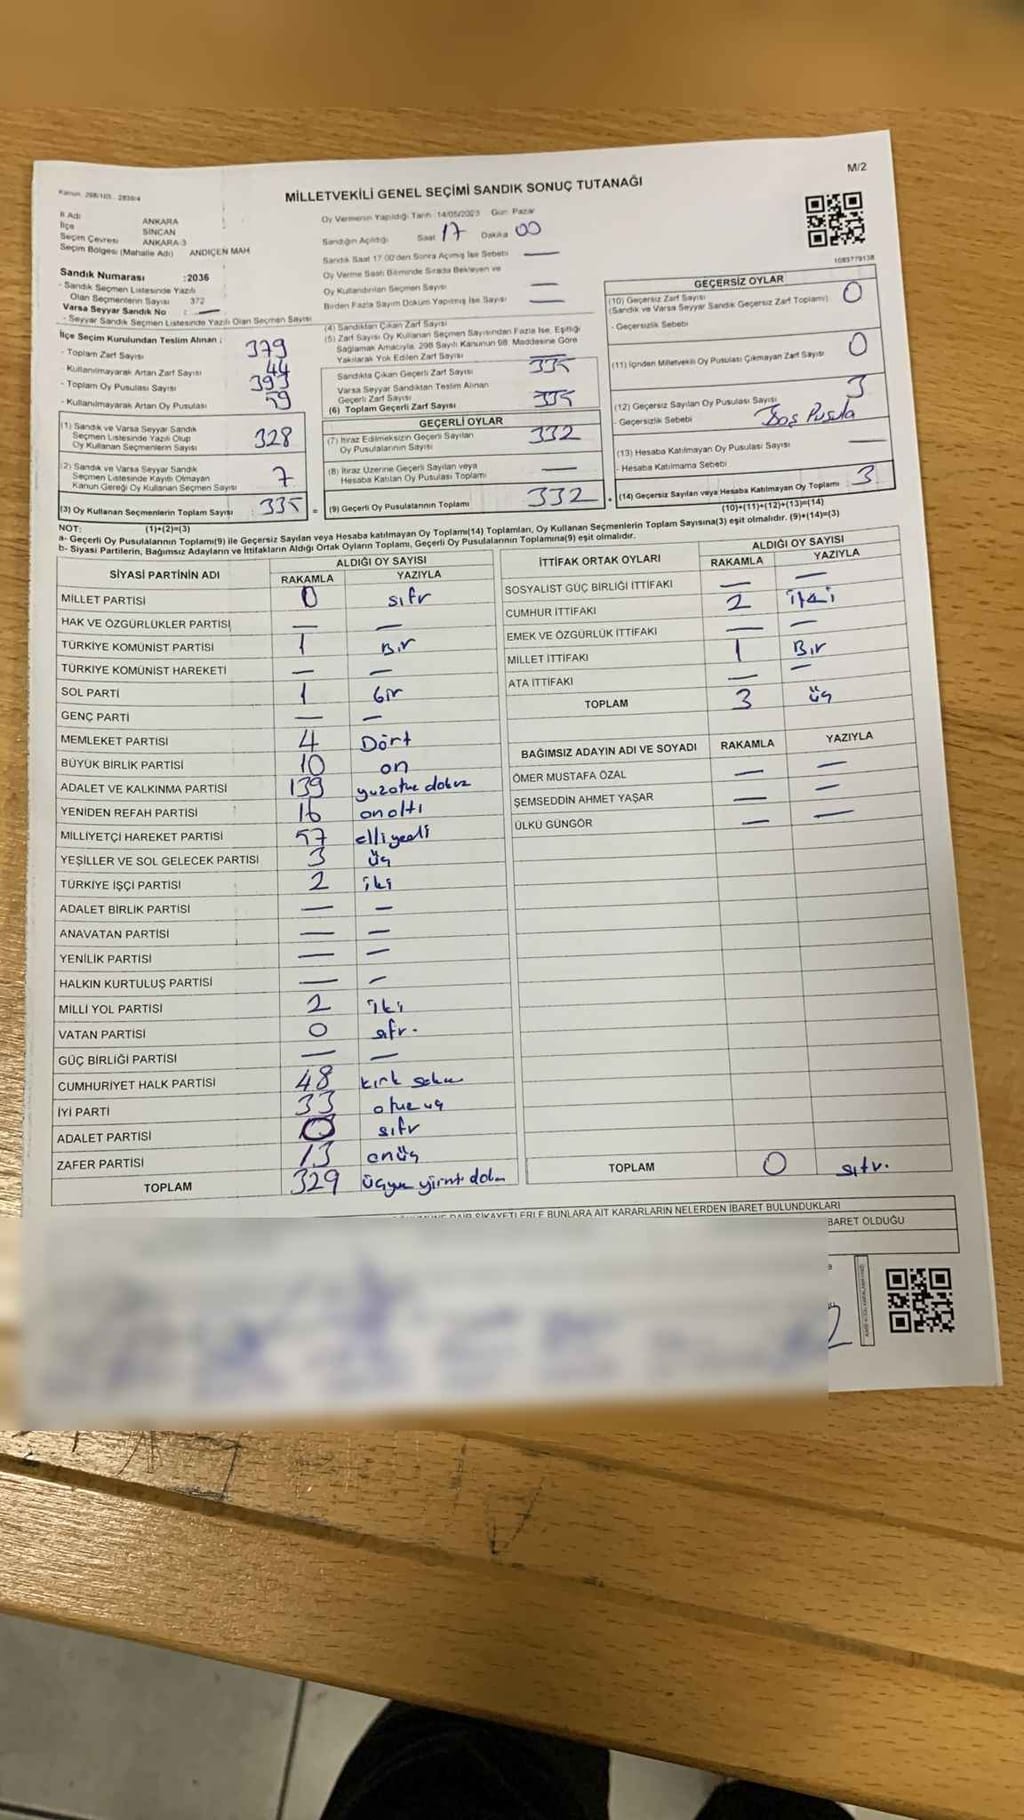 Kanun: 298/105 - 2839/4
M/2
MİLLETVEKİLİ GENEL SEÇİMİ SANDIK SONUÇ TUTANAĞI
İl Adı ANKARA
İlçe SİNCAN
Seçim Çevresi ANKARA-3
Seçim Bölgesi (Mahalle Adı) ANDİÇEN MAH
Oy Vermenin Yapıldığı Tarih :14/05/2023 Gün: Pazar
Sandığın Açıldığı Saat 17 Dakika 00
Sandık Saat 17.00'den Sonra Açılmış İse Sebebi —
Oy Verme Saati Bitiminde Sırada Bekleyen ve
Oy Kullandırılan Seçmen Sayısı —
Birden Fazla Sayım Döküm Yapılmış İse Sayısı —
1083779138
Sandık Numarası :2036
- Sandık Seçmen Listesinde Yazılı
Olan Seçmenlerin Sayısı 372
Varsa Seyyar Sandık No : —
- Seyyar Sandık Seçmen Listesinde Yazılı Olan Seçmen Sayısı
İlçe Seçim Kurulundan Teslim Alınan :
- Toplam Zarf Sayısı 379
- Kullanılmayarak Artan Zarf Sayısı 44
- Toplam Oy Pusulası Sayısı 393
- Kullanılmayarak Artan Oy Pusulası 59
(1) Sandık ve Varsa Seyyar Sandık
Seçmen Listesinde Yazılı Olup
Oy Kullanan Seçmenlerin Sayısı 328
(2) Sandık ve Varsa Seyyar Sandık
Seçmen Listesinde Kayıtlı Olmayan
Kanun Gereği Oy Kullanan Seçmen Sayısı 7
(3) Oy Kullanan Seçmenlerin Toplam Sayısı 335
(1)+(2)=(3)
(4) Sandıktan Çıkan Zarf Sayısı
(5) Zarf Sayısı Oy Kullanan Seçmen Sayısından Fazla İse, Eşitliği
Sağlamak Amacıyla, 298 Sayılı Kanunun 98. Maddesine Göre
Yakılarak Yok Edilen Zarf Sayısı —
Sandıkta Çıkan Geçerli Zarf Sayısı 335
Varsa Seyyar Sandıktan Teslim Alınan
Geçerli Zarf Sayısı —
(6) Toplam Geçerli Zarf Sayısı 335
GEÇERLİ OYLAR
(7) İtiraz Edilmeksizin Geçerli Sayılan
Oy Pusulası Sayısı 332
(8) İtiraz Üzerine Geçerli Sayılan veya
Hesaba Katılan Oy Pusulası Toplamı —
= (9) Geçerli Oy Pusulalarının Toplamı 332
GEÇERSİZ OYLAR
(10) Geçersiz Zarf Sayısı
(Sandık ve Varsa Seyyar Sandık Geçersiz Zarf Toplamı) 0
- Geçersizlik Sebebi
(11) İçinden Milletvekili Oy Pusulası Çıkmayan Zarf Sayısı 0
(12) Geçersiz Sayılan Oy Pusulası Sayısı 3
- Geçersizlik Sebebi Boş Pusula
(13) Hesaba Katılmayan Oy Pusulası Sayısı —
- Hesaba Katılmama Sebebi
(14) Geçersiz Sayılan veya Hesaba Katılmayan Oy Toplamı 3
(10)+(11)+(12)+(13)=(14)
NOT:
a- Geçerli Oy Pusulalarının Toplamı(9) ile Geçersiz Sayılan veya Hesaba Katılmayan Oy Toplamı(14) Toplamları, Oy Kullanan Seçmenlerin Toplam Sayısına(3) eşit olmalıdır. (9)+(14)=(3)
b- Siyasi Partilerin, Bağımsız Adayların ve İttifakların Aldığı Ortak Oyların Toplamı, Geçerli Oy Pusulalarının Toplamına(9) eşit olmalıdır.
SİYASİ PARTİNİN ADI ALDIĞI OY SAYISI
RAKAMLA YAZIYLA
MİLLET PARTİSİ 0 sıfır
HAK VE ÖZGÜRLÜKLER PARTİSİ — —
TÜRKİYE KOMÜNİST PARTİSİ 1 Bir
TÜRKİYE KOMÜNİST HAREKETİ — —
SOL PARTİ 1 bir
GENÇ PARTİ — —
MEMLEKET PARTİSİ 4 Dört
BÜYÜK BİRLİK PARTİSİ 10 on
ADALET VE KALKINMA PARTİSİ 139 yüzotuz dokuz
YENİDEN REFAH PARTİSİ 16 onaltı
MİLLİYETÇİ HAREKET PARTİSİ 57 elliyedi
YEŞİLLER VE SOL GELECEK PARTİSİ 3 üç
TÜRKİYE İŞÇİ PARTİSİ 2 iki
ADALET BİRLİK PARTİSİ — —
ANAVATAN PARTİSİ — —
YENİLİK PARTİSİ — —
HALKIN KURTULUŞ PARTİSİ — —
MİLLİ YOL PARTİSİ 2 iki
VATAN PARTİSİ 0 sıfır.
GÜÇ BİRLİĞİ PARTİSİ — —
CUMHURİYET HALK PARTİSİ 48 kırk sekiz
İYİ PARTİ 33 otuz üç
ADALET PARTİSİ 0 sıfır
ZAFER PARTİSİ 13 onüç
TOPLAM 329 üçyüz yirmi dokuz
İTTİFAK ORTAK OYLARI ALDIĞI OY SAYISI
RAKAMLA YAZIYLA
SOSYALİST GÜÇ BİRLİĞİ İTTİFAKI — —
CUMHUR İTTİFAKI 2 iki
EMEK VE ÖZGÜRLÜK İTTİFAKI — —
MİLLET İTTİFAKI 1 Bir
ATA İTTİFAKI — —
TOPLAM 3 üç
BAĞIMSIZ ADAYIN ADI VE SOYADI RAKAMLA YAZIYLA
ÖMER MUSTAFA ÖZAL — —
ŞEMSEDDİN AHMET YAŞAR — —
ÜLKÜ GÜNGÖR — —
TOPLAM 0 sıfır.
DAİR ŞİKAYETLERLE BUNLARA AİT KARARLARIN NELERDEN İBARET BULUNDUKLARI
BARET OLDUĞU